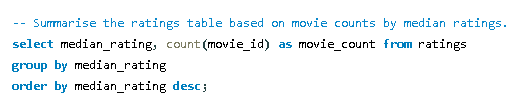 -- Summarise the ratings table based on movie counts by median ratings.
select median_rating, count(movie_id) as movie_count from ratings
group by median_rating
order by median_rating desc;